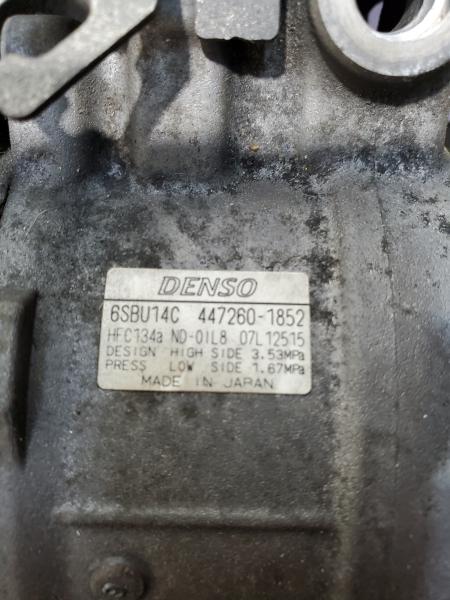 DENSO
6SBU14C 447260-1852
HFC134a ND-OIL8 07L12515
DESIGN HIGH SIDE 3.53MPa
PRESS LOW SIDE 1.67MPa
MADE IN JAPAN